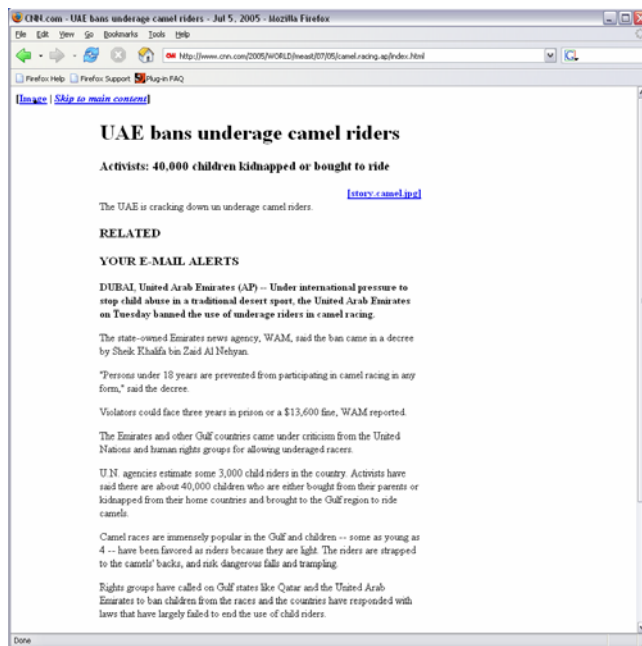 CNN.com - UAE bans underage camel riders - Jul 5, 2005 - Mozilla Firefox
File Edit View Go Bookmarks Tools Help
http://www.cnn.com/2005/WORLD/meast/07/05/camel.racing.ap/index.html
Firefox Help Firefox Support Plug-in FAQ
[Image | Skip to main content]
UAE bans underage camel riders
Activists: 40,000 children kidnapped or bought to ride
[story.camel.jpg]
The UAE is cracking down un underage camel riders.
RELATED
YOUR E-MAIL ALERTS
DUBAI, United Arab Emirates (AP) -- Under international pressure to
stop child abuse in a traditional desert sport, the United Arab Emirates
on Tuesday banned the use of underage riders in camel racing.
The state-owned Emirates news agency, WAM, said the ban came in a decree
by Sheik Khalifa bin Zaid Al Nehyan.
"Persons under 18 years are prevented from participating in camel racing in any
form," said the decree.
Violators could face three years in prison or a $13,600 fine, WAM reported.
The Emirates and other Gulf countries came under criticism from the United
Nations and human rights groups for allowing underaged racers.
U.N. agencies estimate some 3,000 child riders in the country. Activists have
said there are about 40,000 children who are either bought from their parents or
kidnapped from their home countries and brought to the Gulf region to ride
camels.
Camel races are immensely popular in the Gulf and children -- some as young as
4 -- have been favored as riders because they are light. The riders are strapped
to the camels' backs, and risk dangerous falls and trampling.
Rights groups have called on Gulf states like Qatar and the United Arab
Emirates to ban children from the races and the countries have responded with
laws that have largely failed to end the use of child riders.
Done